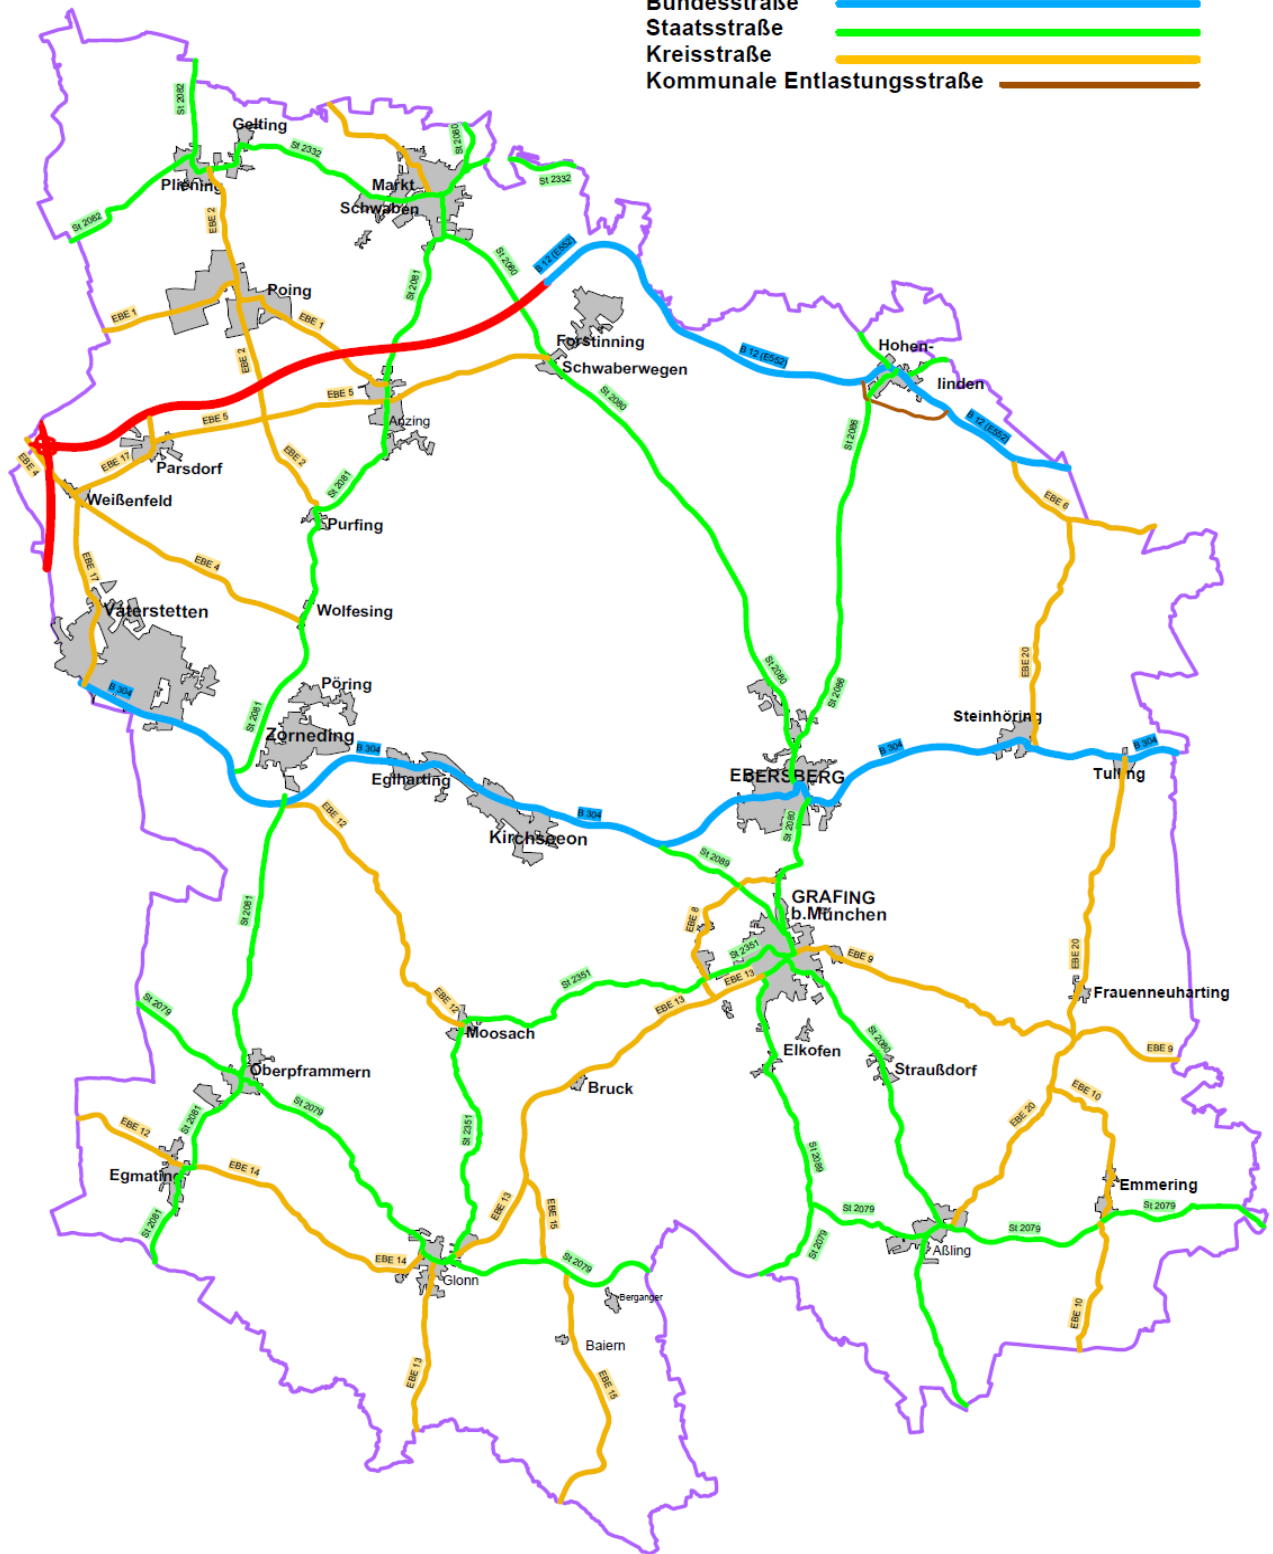 Bundesstraße
Staatsstraße
Kreisstraße
Kommunale Entlastungsstraße
St 2082
Gelting
St 2332
St 2080
Pliening
Markt
Schwaben
St 2332
St 2082
EBE 2
B 12 (E552)
St 2080
St 2081
Poing
EBE 1
EBE 1
Forstinning
Schwaberwegen
EBE 2
B 12 (E552)
Hohen-
linden
St 2080
EBE 5
EBE 5
Anzing
B 12 (E552)
St 2086
EBE 4
EBE 17
Parsdorf
EBE 2
St 2081
Weißenfeld
EBE 6
Purfing
EBE 17
EBE 4
Vaterstetten
Wolfesing
EBE 20
St 2080
St 2086
Pöring
B 304
St 2081
Zorneding
Steinhöring
B 304
B 304
B 304
Eglharting
EBERSBERG
Tulling
EBE 12
B 304
Kirchseeon
St 2080
St 2089
GRAFING
b.München
St 2081
EBE 8
St 2351
EBE 9
EBE 20
St 2351
EBE 13
Frauenneuharting
St 2079
EBE 12
EBE 13
Moosach
St 2080
Elkofen
EBE 9
Oberpframmern
Straußdorf
Bruck
EBE 10
St 2079
St 2081
EBE 12
St 2351
EBE 20
Egmating
EBE 14
St 2089
Emmering
EBE 13
EBE 15
St 2079
St 2079
St 2081
St 2079
St 2079
Aßling
EBE 14
Glonn
St 2079
Berganger
EBE 10
Baiern
EBE 13
EBE 15